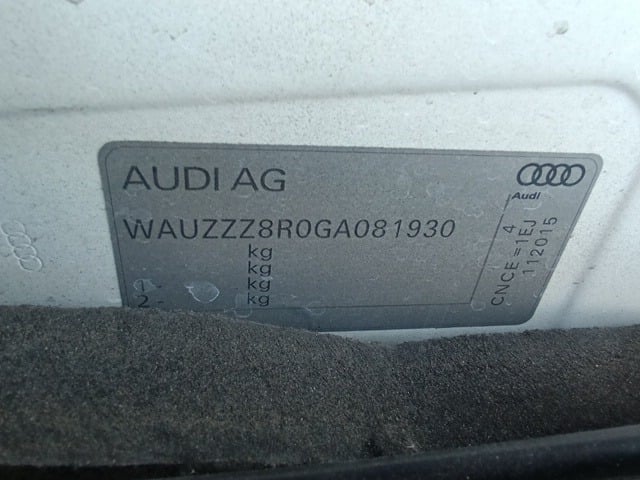 AUDI AG
Audi
WAUZZZ8R0GA081930
kg
kg
1- kg
2- kg
4
CNCE=1EJ
112015